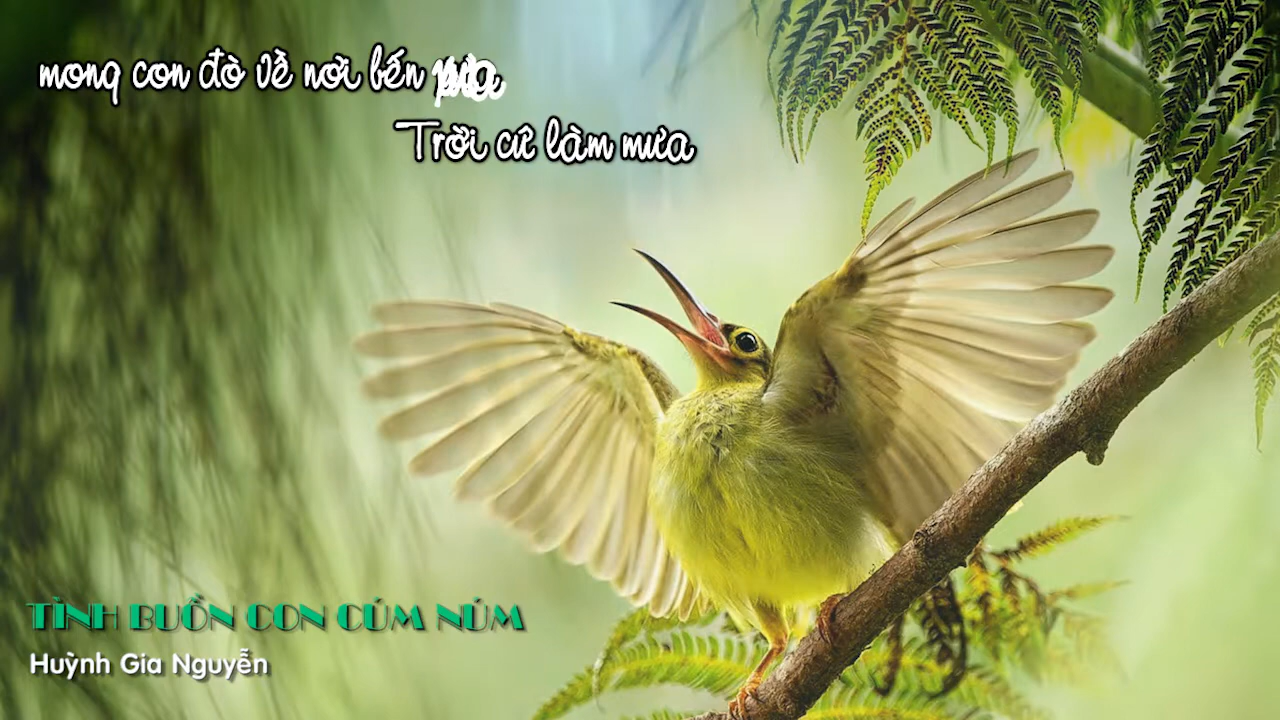 mong con đò về nơi bến
Trời cứ làm mưa
TÌNH BUỒN CON CÚM NÚM
Huỳnh Gia Nguyễn